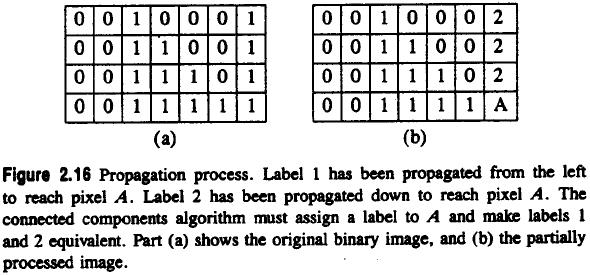 0 0 1 0 0 0 1
0 0 1 1 0 0 1
0 0 1 1 1 0 1
0 0 1 1 1 1 1
(a)
0 0 1 0 0 0 2
0 0 1 1 0 0 2
0 0 1 1 1 0 2
0 0 1 1 1 1 A
(b)
Figure 2.16 Propagation process. Label 1 has been propagated from the left
to reach pixel A. Label 2 has been propagated down to reach pixel A. The
connected components algorithm must assign a label to A and make labels 1
and 2 equivalent. Part (a) shows the original binary image, and (b) the partially
processed image.